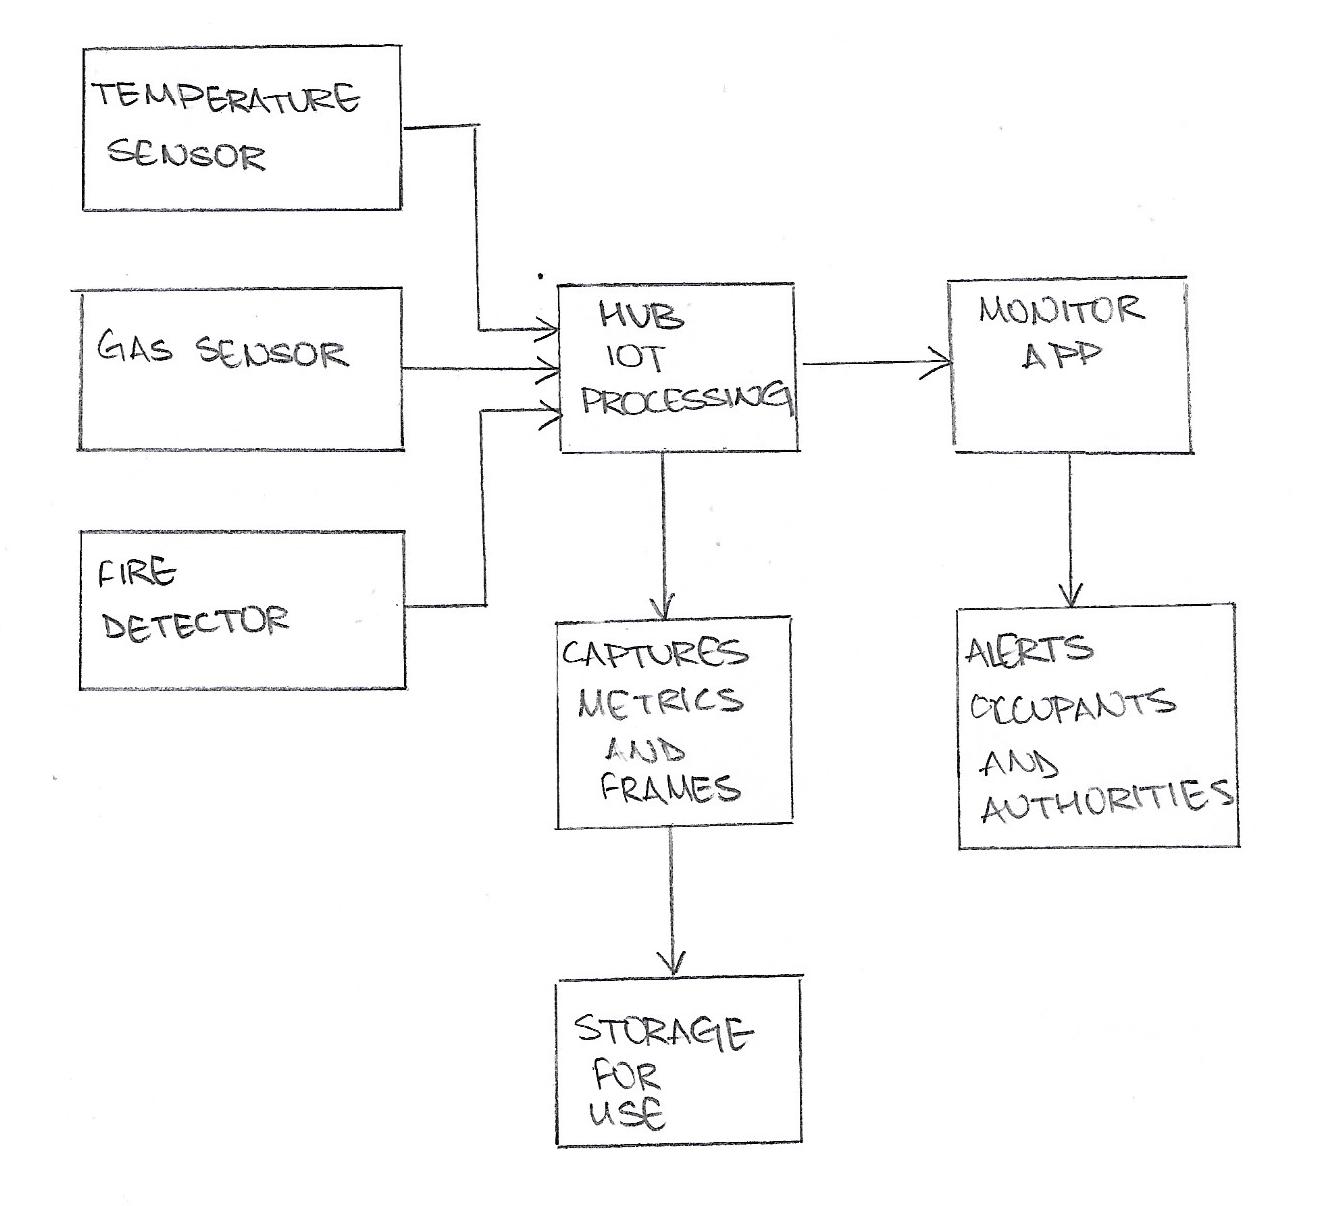 TEMPERATURE
SENSOR
GAS SENSOR
FIRE
DETECTOR
HUB
IOT
PROCESSING
MONITOR
APP
CAPTURES
METRICS
AND
FRAMES
ALERTS
OCCUPANTS
AND
AUTHORITIES
STORAGE
FOR
USE